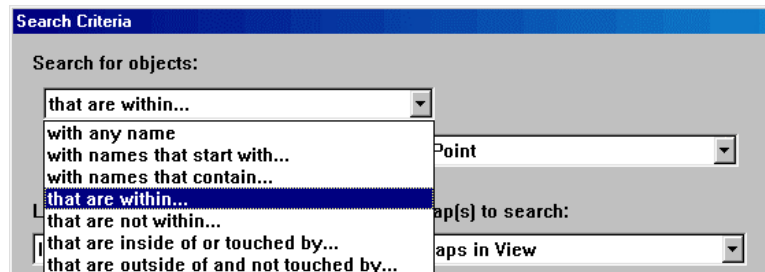 Search Criteria
Search for objects:
that are within...
with any name
with names that start with...
Point
with names that contain...
that are within...
that are not within...
ap(s) to search:
that are inside of or touched by...
aps in View
that are outside of and not touched by...